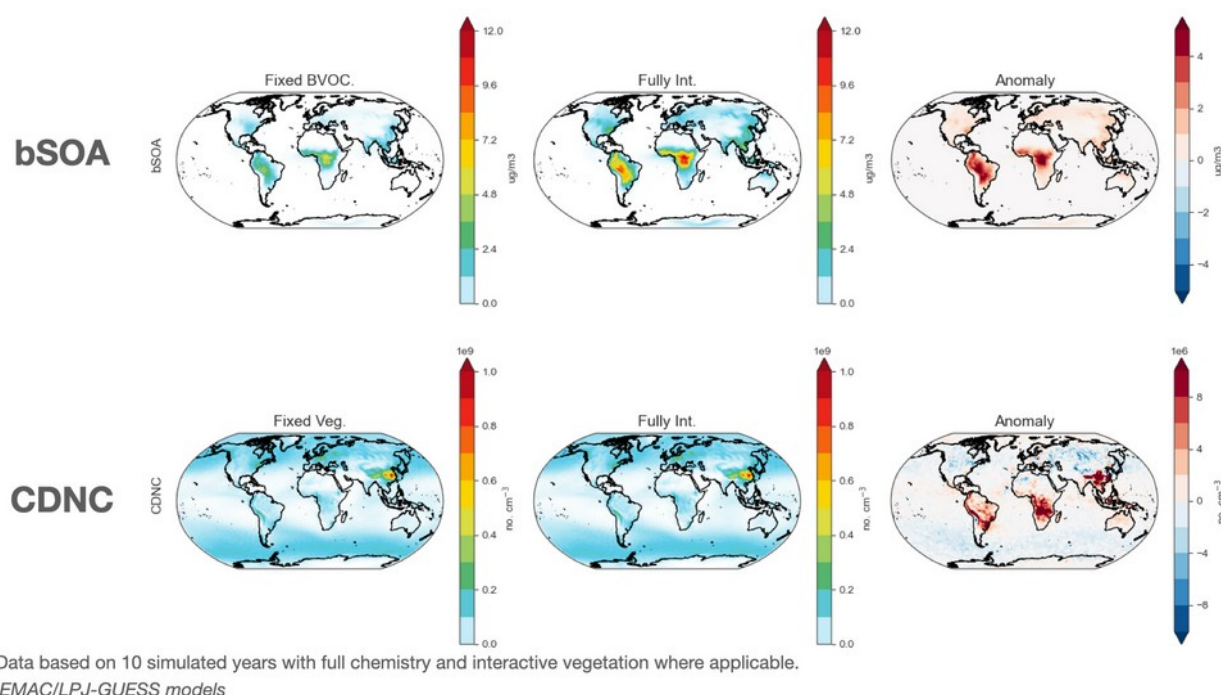 bSOA
Fixed BVOC.
bSOA
12.0
9.6
7.2
4.8
2.4
0.0
ug/m3
Fully Int.
12.0
9.6
7.2
4.8
2.4
0.0
ug/m3
Anomaly
4
2
0
−2
−4
ug/m3
CDNC
Fixed Veg.
CDNC
1e9
1.0
0.8
0.6
0.4
0.2
0.0
no. cm⁻³
Fully Int.
1e9
1.0
0.8
0.6
0.4
0.2
0.0
no. cm⁻³
Anomaly
1e6
8
4
0
−4
−8
no. cm⁻³
Data based on 10 simulated years with full chemistry and interactive vegetation where applicable.
EMAC/LPJ-GUESS models